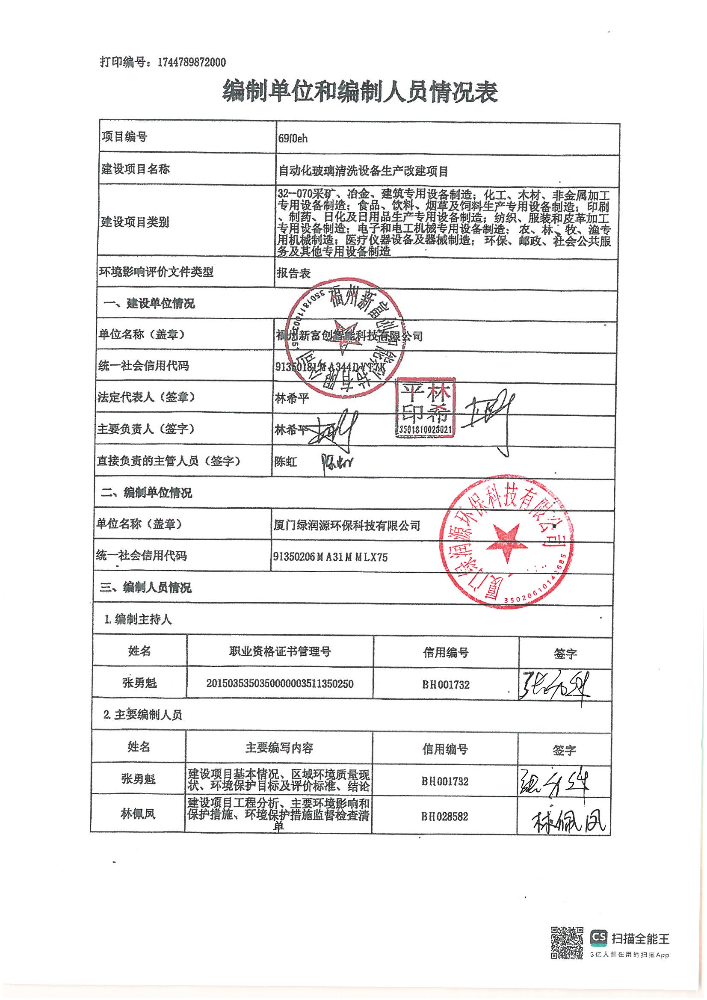 打印编号：1744789872000
编制单位和编制人员情况表
项目编号 69f0eh
建设项目名称 自动化玻璃清洗设备生产改建项目
建设项目类别 32--070采矿、冶金、建筑专用设备制造；化工、木材、非金属加工
专用设备制造；食品、饮料、烟草及饲料生产专用设备制造；印刷
、制药、日化及日用品生产专用设备制造；纺织、服装和皮革加工
专用设备制造；电子和电工机械专用设备制造；农、林、牧、渔专
用机械制造；医疗仪器设备及器械制造；环保、邮政、社会公共服
务及其他专用设备制造
环境影响评价文件类型 报告表
一、建设单位情况
单位名称（盖章） 福州新富创智能科技有限公司
福州新富创智能科技有限公司
统一社会信用代码 91350181MA344DYT7K
法定代表人（签章） 林希平
林希平印
3501810028021
主要负责人（签字） 林希平
直接负责的主管人员（签字） 陈虹 陈虹
二、编制单位情况
单位名称（盖章） 厦门绿润源环保科技有限公司
厦门绿润源环保科技有限公司
统一社会信用代码 91350206MA31MMLX75
三、编制人员情况
1. 编制主持人
姓名 职业资格证书管理号 信用编号 签字
张勇魁 2015035350350000003511350250 BH001732 张勇魁
2. 主要编制人员
姓名 主要编写内容 信用编号 签字
张勇魁 建设项目基本情况、区域环境质量现
状、环境保护目标及评价标准、结论 BH001732 张勇魁
林佩凤 建设项目工程分析、主要环境影响和
保护措施、环境保护措施监督检查清
单 BH028582 林佩凤
CS 扫描全能王
3亿人都在用的扫描App